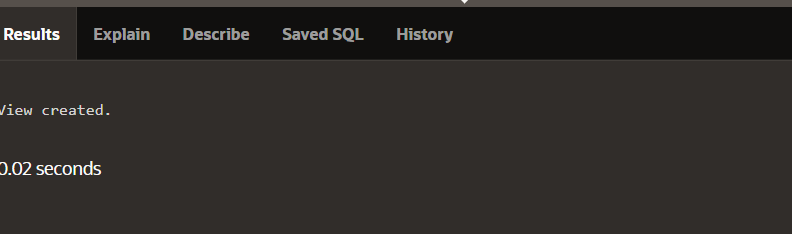 Results Explain Describe Saved SQL History
View created.
0.02 seconds